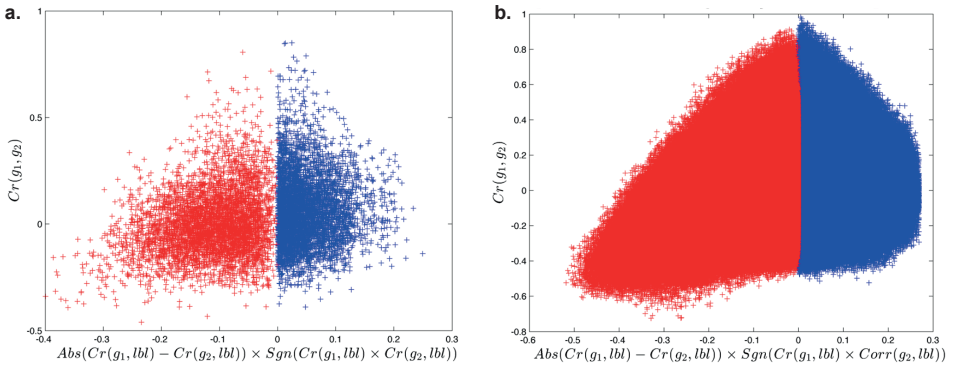 a.
1
0.5
0
-0.5
-0.4 -0.3 -0.2 -0.1 0 0.1 0.2 0.3
Cr(g₁, g₂)
Abs(Cr(g₁, lbl) − Cr(g₂, lbl)) × Sgn(Cr(g₁, lbl) × Cr(g₂, lbl))
b.
1
0.8
0.6
0.4
0.2
0
-0.2
-0.4
-0.6
-0.8
-0.6 -0.5 -0.4 -0.3 -0.2 -0.1 0 0.1 0.2 0.3
Cr(g₁, g₂)
Abs(Cr(g₁, lbl) − Cr(g₂, lbl)) × Sgn(Cr(g₁, lbl) × Corr(g₂, lbl))